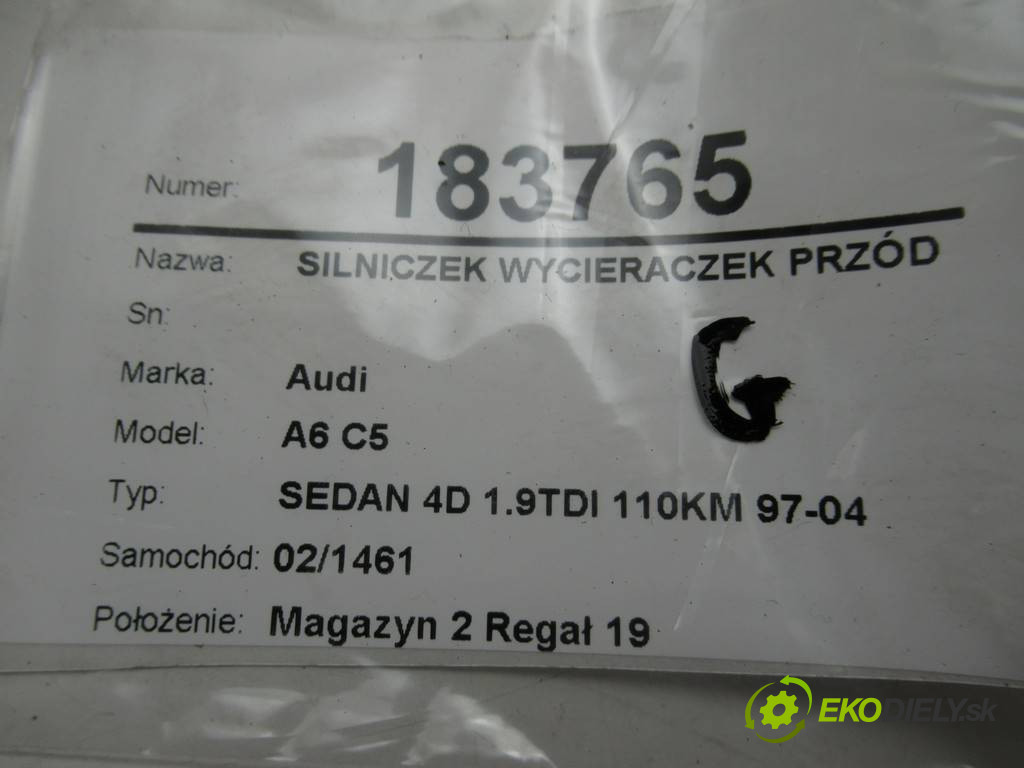 Numer: 183765
Nazwa: SILNICZEK WYCIERACZEK PRZÓD
Sn:
G
Marka: Audi
Model: A6 C5
Typ: SEDAN 4D 1.9TDI 110KM 97-04
Samochód: 02/1461
Położenie: Magazyn 2 Regał 19
EKODIELY.sk